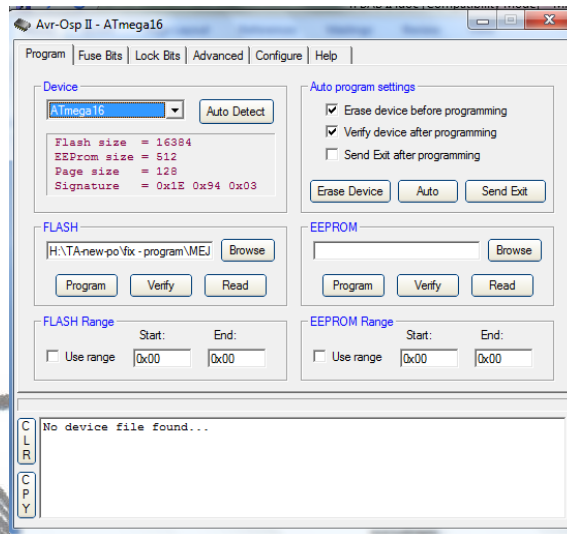 Avr-Osp II - ATmega16
Program Fuse Bits Lock Bits Advanced Configure Help
Device
ATmega16 Auto Detect
Flash size = 16384
EEProm size = 512
Page size = 128
Signature = 0x1E 0x94 0x03
Auto program settings
Erase device before programming
Verify device after programming
Send Exit after programming
Erase Device Auto Send Exit
FLASH
H:\TA-new-po\fix - program\MEJ Browse
Program Verify Read
EEPROM
Browse
Program Verify Read
FLASH Range
Start: End:
Use range 0x00 0x00
EEPROM Range
Start: End:
Use range 0x00 0x00
CLR
No device file found...
CPY